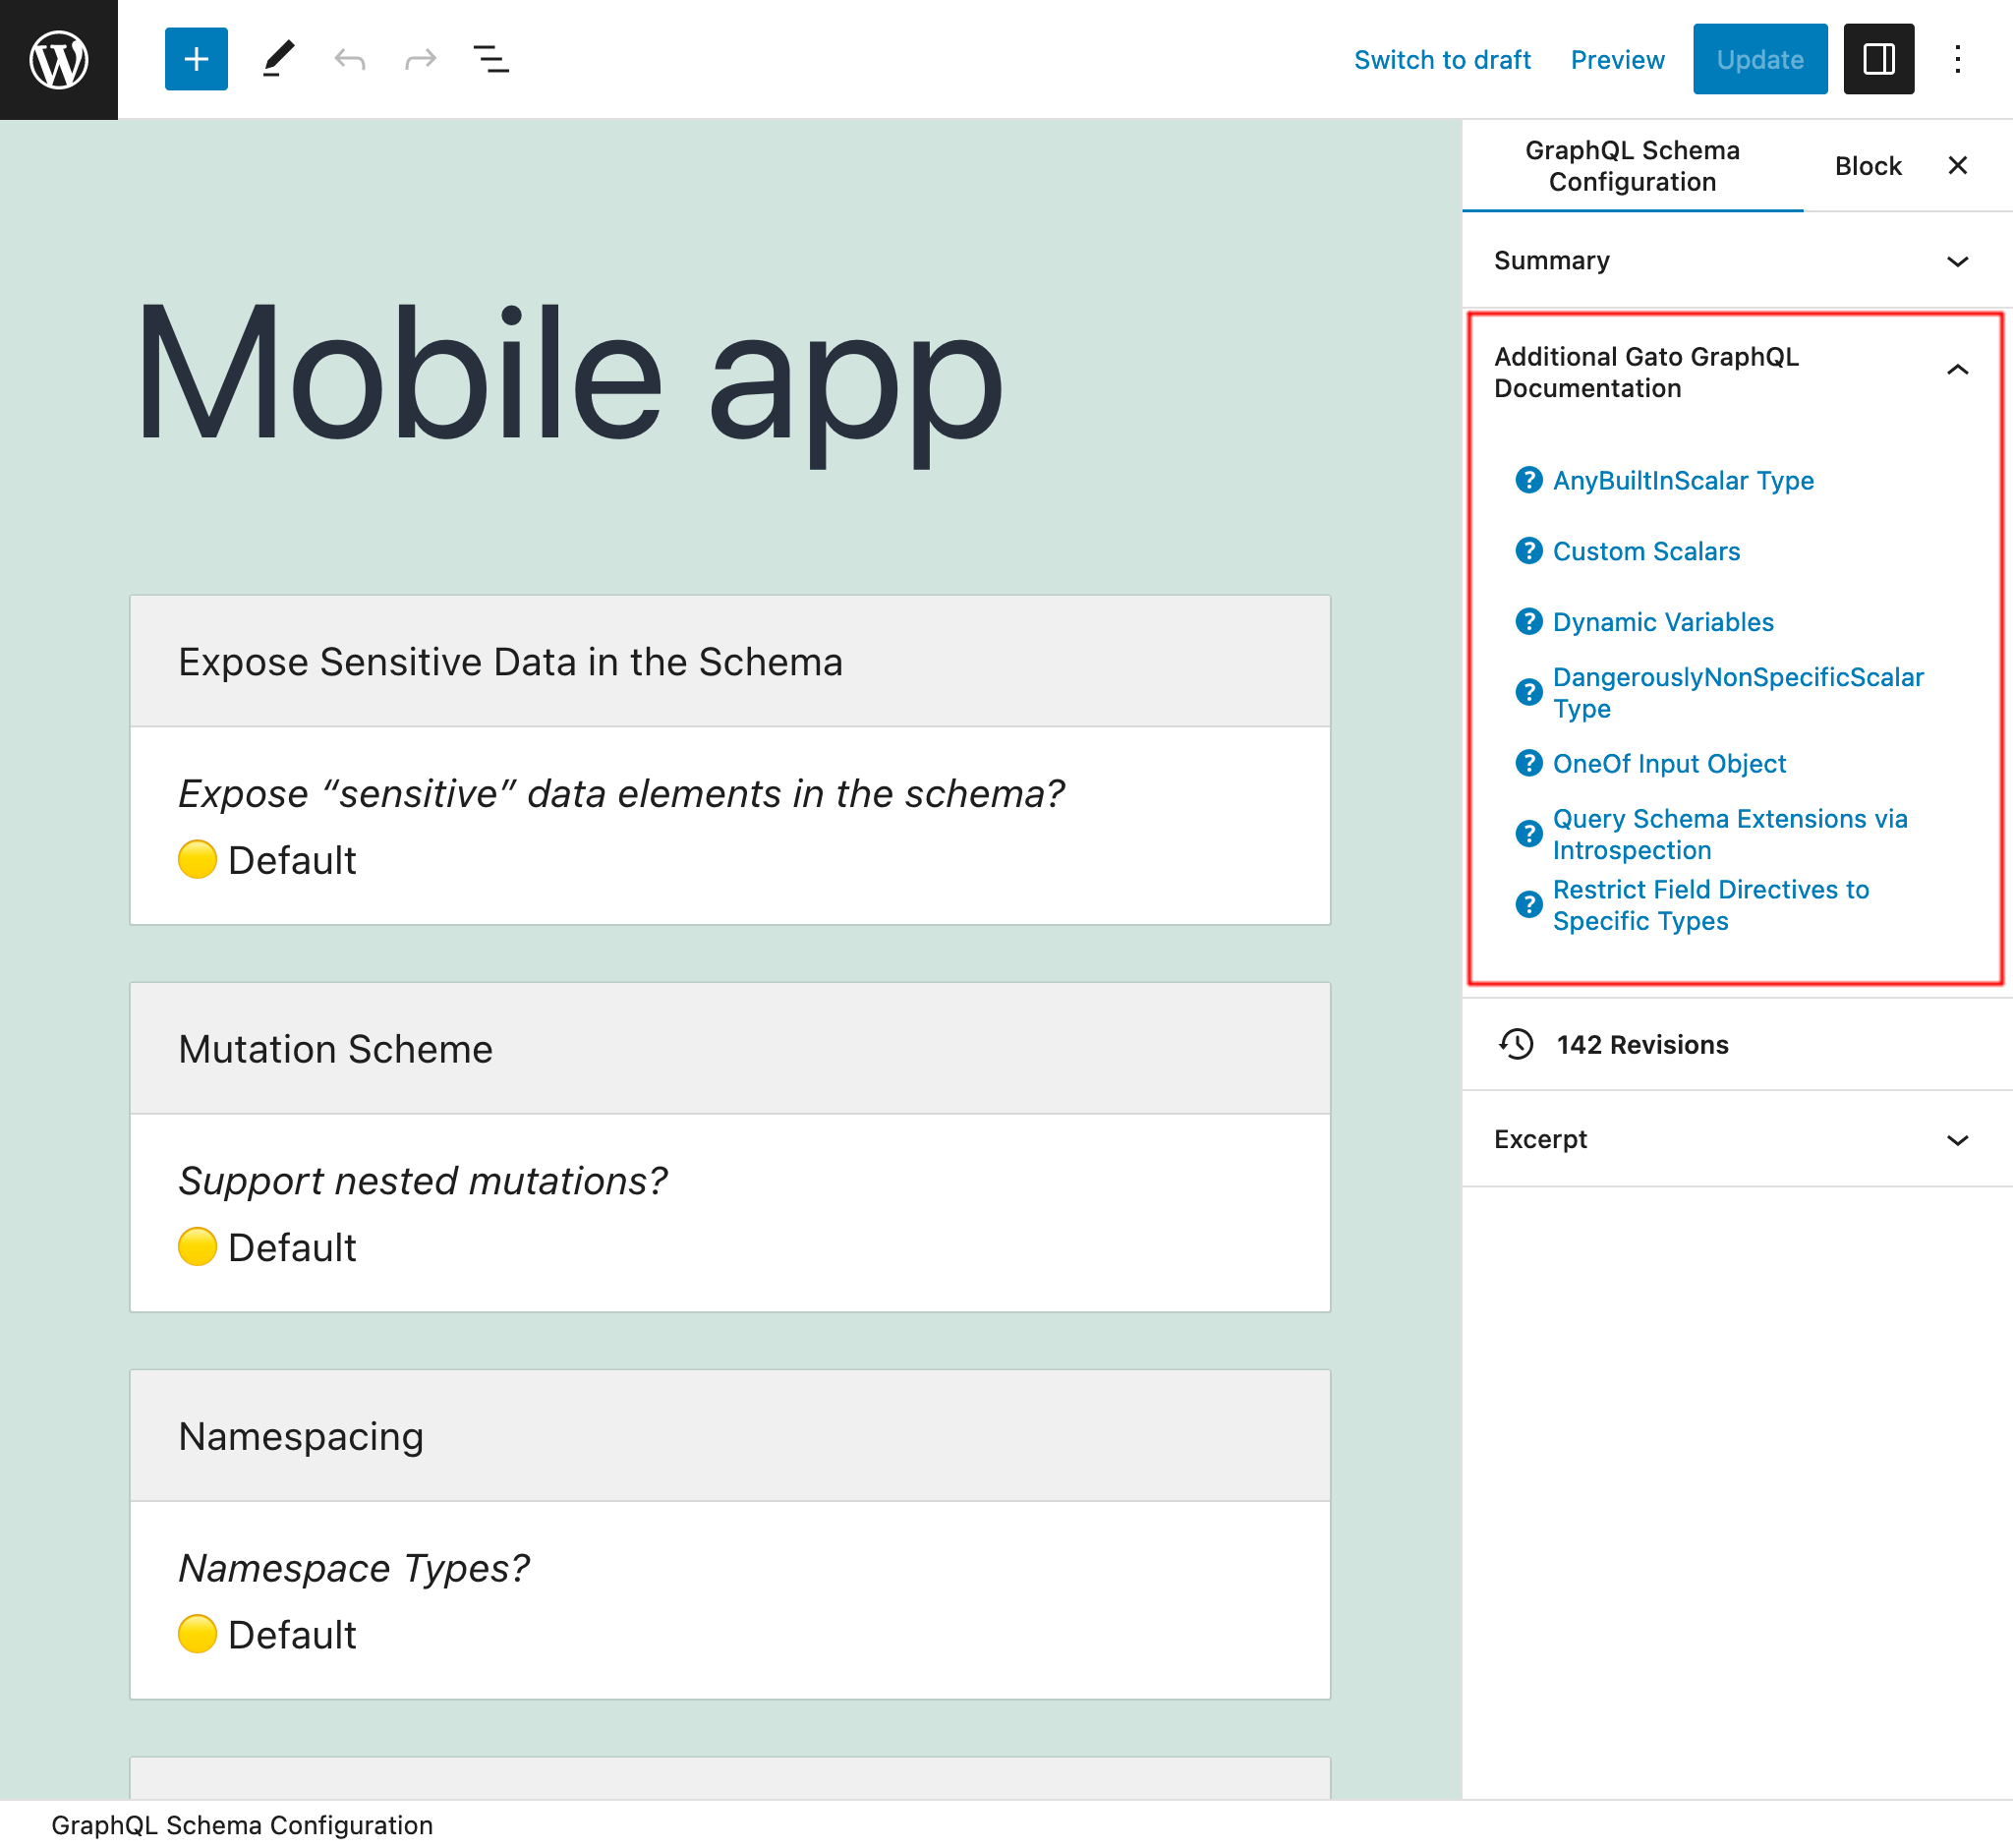 Switch to draft
Preview
Update
GraphQL Schema
Configuration
Block
Summary
Additional Gato GraphQL
Documentation
AnyBuiltInScalar Type
Custom Scalars
Dynamic Variables
DangerouslyNonSpecificScalar
Type
OneOf Input Object
Query Schema Extensions via
Introspection
Restrict Field Directives to
Specific Types
142 Revisions
Excerpt
Mobile app
Expose Sensitive Data in the Schema
Expose “sensitive” data elements in the schema?
Default
Mutation Scheme
Support nested mutations?
Default
Namespacing
Namespace Types?
Default
GraphQL Schema Configuration